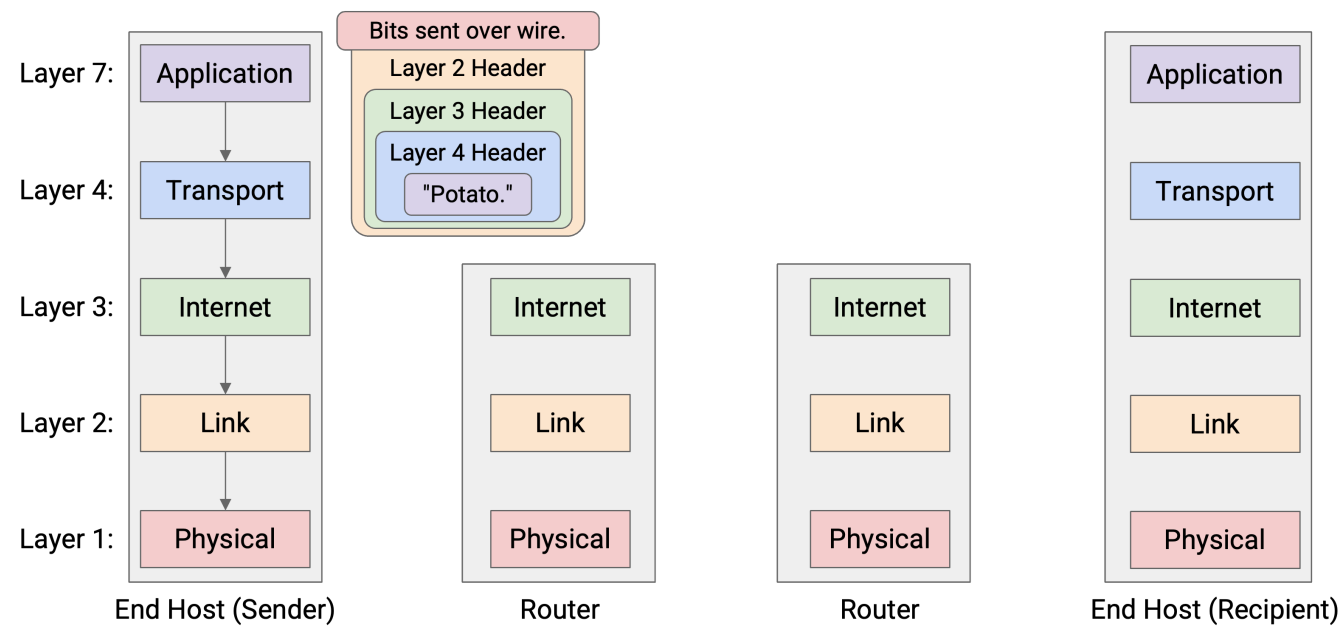 Bits sent over wire.
Layer 2 Header
Layer 3 Header
Layer 4 Header
"Potato."
Layer 7:
Application
Application
Layer 4:
Transport
Transport
Layer 3:
Internet
Internet
Internet
Internet
Layer 2:
Link
Link
Link
Link
Layer 1:
Physical
Physical
Physical
Physical
End Host (Sender)
Router
Router
End Host (Recipient)